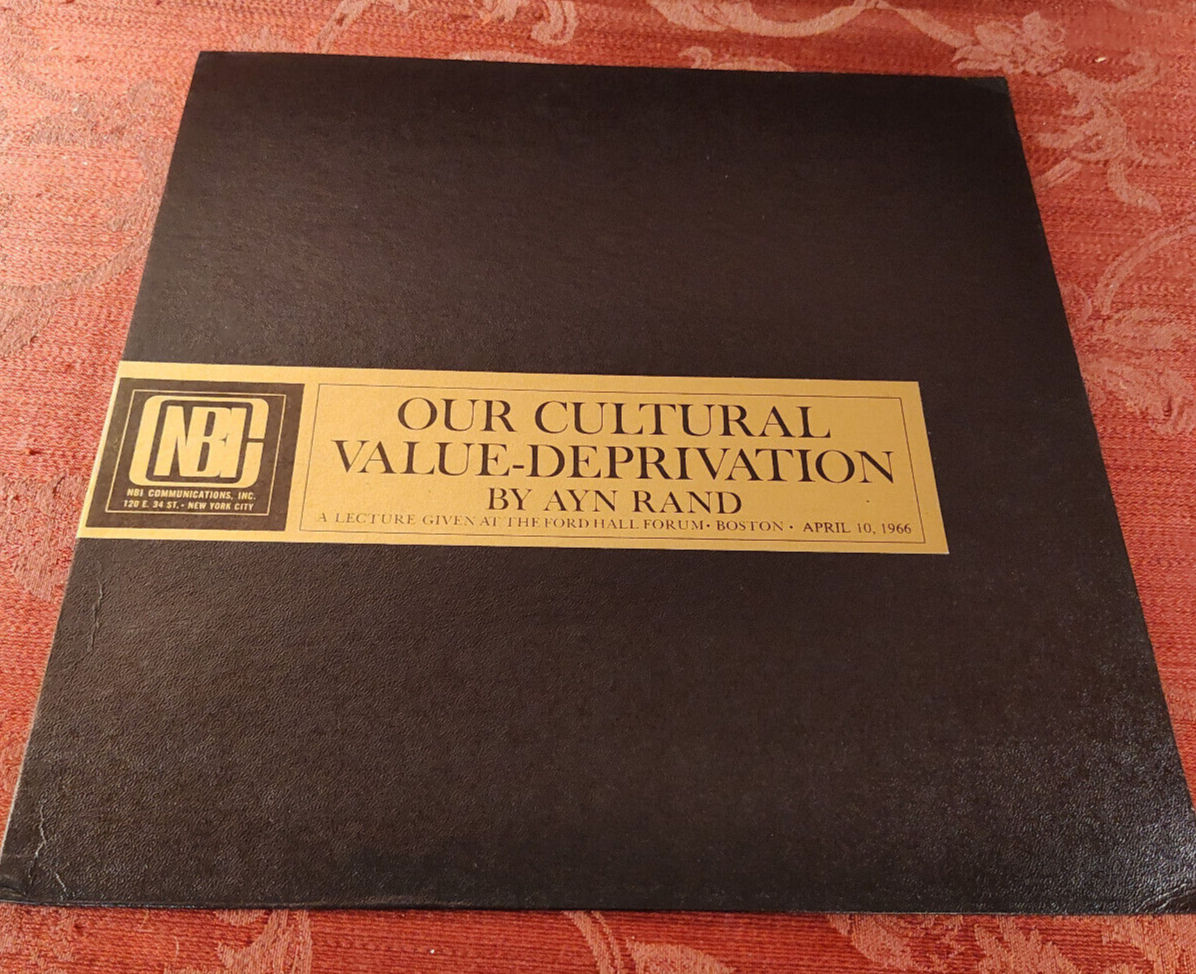 NBC
NBI COMMUNICATIONS, INC.
120 E. 34 ST. • NEW YORK CITY
OUR CULTURAL
VALUE-DEPRIVATION
BY AYN RAND
A LECTURE GIVEN AT THE FORD HALL FORUM • BOSTON • APRIL 10, 1966